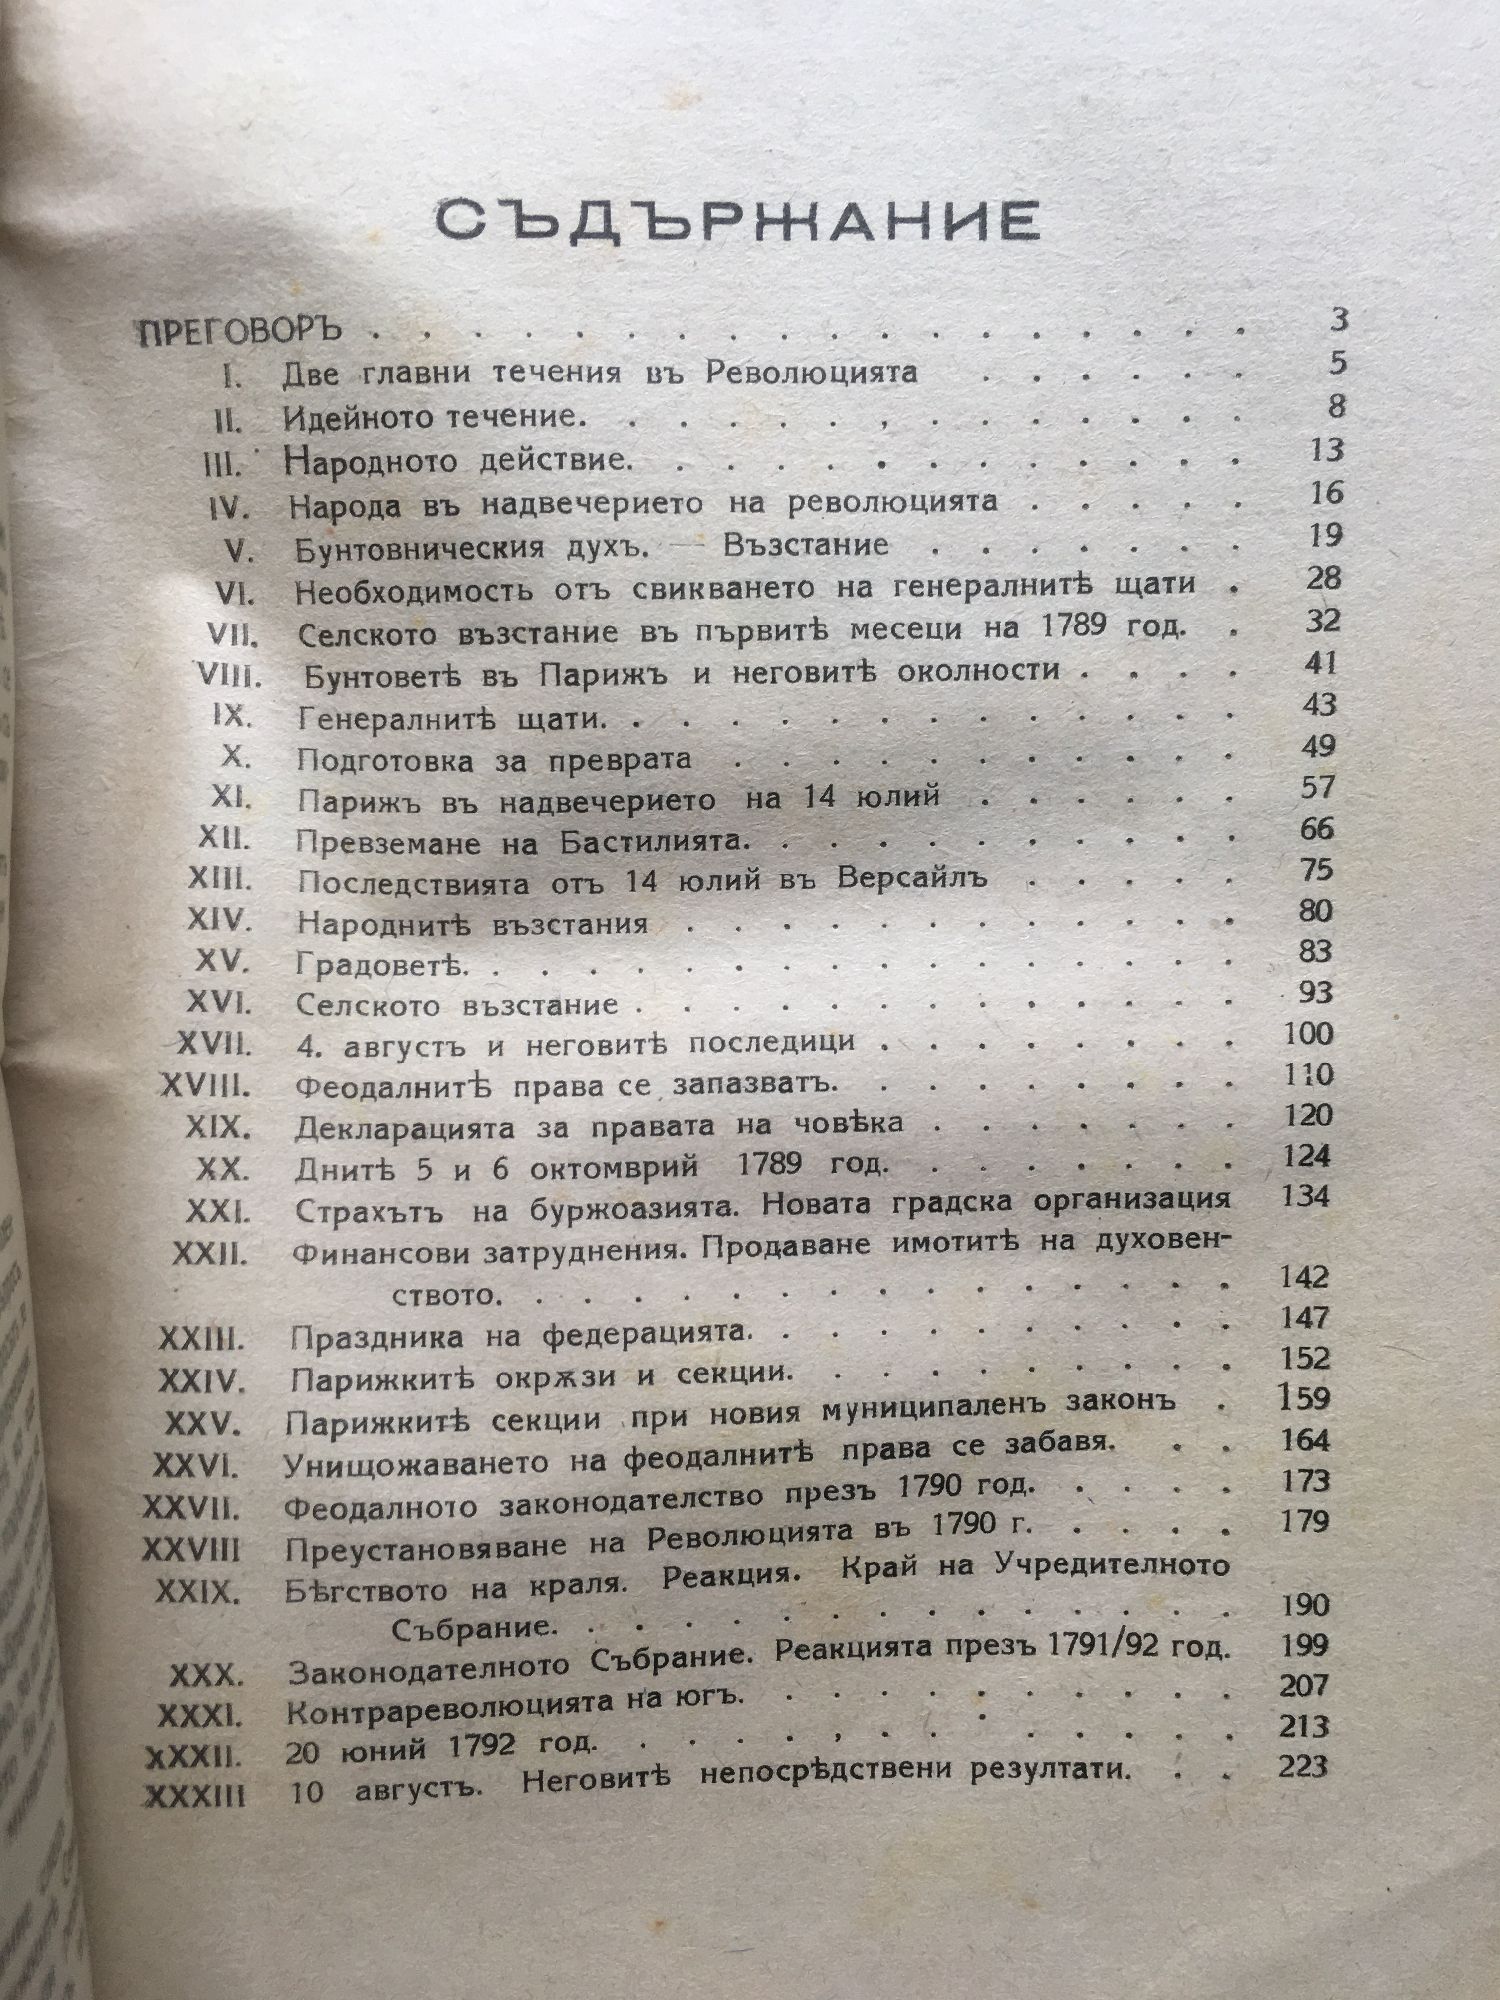 СЪДЪРЖАНИЕ
ПРЕГОВОРЪ . . . . . . . . . . . . . . . . . 3
I. Две главни течения въ Революцията . . . . . . 5
II. Идейното течение. . . . . . . , . . . . . . . 8
III. Народното действие. . . . . . . . . . . . . 13
IV. Народа въ надвечерието на революцията . . . . . 16
V. Бунтовническия духъ. — Възстание . . . . . . . 19
VI. Необходимость отъ свикването на генералнитѣ щати . 28
VII. Селското възстание въ първитѣ месеци на 1789 год. . 32
VIII. Бунтоветѣ въ Парижъ и неговитѣ околности . . . . 41
IX. Генералнитѣ щати. . . . . . . . . . . . . . 43
X. Подготовка за преврата . . . . . . . . . . . 49
XI. Парижъ въ надвечерието на 14 юлий . . . . . . 57
XII. Превземане на Бастилията. . . . . . . . . . . 66
XIII. Последствията отъ 14 юлий въ Версайлъ . . . . . 75
XIV. Народнитѣ възстания . . . . . . . . . . . . 80
XV. Градоветѣ. . . . . . . . . . . . . . . . . 83
XVI. Селското възстание . . . . . . . . . . . . . 93
XVII. 4. августъ и неговитѣ последици . . . . . . . . 100
XVIII. Феодалнитѣ права се запазватъ. . . . . . . . . 110
XIX. Декларацията за правата на човѣка . . . . . . . 120
XX. Днитѣ 5 и 6 октомврий 1789 год. . . . . . . . 124
XXI. Страхътъ на буржоазията. Новата градска организация 134
XXII. Финансови затруднения. Продаване имотитѣ на духовен-
ството. . . . . . . . . . . . . . . . 142
XXIII. Праздника на федерацията. . . . . . . . . . . 147
XXIV. Парижкитѣ окрѫзи и секции. . . . . . . . . . 152
XXV. Парижкитѣ секции при новия муниципаленъ законъ . 159
XXVI. Унищожаването на феодалнитѣ права се забавя. . . 164
XXVII. Феодалното законодателство презъ 1790 год. . . . . 173
XXVIII Преустановяване на Революцията въ 1790 г. . . . . 179
XXIX. Бѣгството на краля. Реакция. Край на Учредителното
Събрание. . . . . . . . . . . . . . . 190
XXX. Законодателното Събрание. Реакцията презъ 1791/92 год. 199
XXXI. Контрареволюцията на югъ. . . . . . . . . . . 207
xXXII. 20 юний 1792 год. . . . . . , . . . . . . . . 213
XXXIII 10 августъ. Неговитѣ непосрѣдствени резултати. . . 223